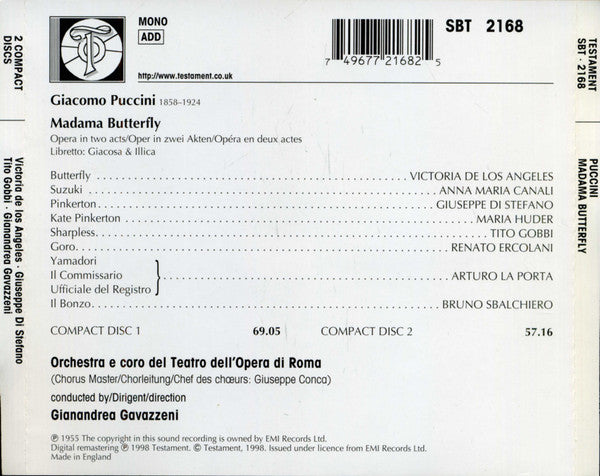 2 COMPACT DISCS
Victoria de los Angeles · Giuseppe Di Stefano
Tito Gobbi · Gianandrea Gavazzeni
MONO
ADD
http://www.testament.co.uk
SBT 2168
7 49677 21682 5
Giacomo Puccini 1858–1924
Madama Butterfly
Opera in two acts/Oper in zwei Akten/Opéra en deux actes
Libretto: Giacosa & Illica
Butterfly VICTORIA DE LOS ANGELES
Suzuki ANNA MARIA CANALI
Pinkerton GIUSEPPE DI STEFANO
Kate Pinkerton MARIA HUDER
Sharpless TITO GOBBI
Goro RENATO ERCOLANI
Yamadori
Il Commissario ARTURO LA PORTA
Ufficiale del Registro
Il Bonzo BRUNO SBALCHIERO
COMPACT DISC 1 69.05 COMPACT DISC 2 57.16
Orchestra e coro del Teatro dell'Opera di Roma
(Chorus Master/Chorleitung/Chef des chœurs: Giuseppe Conca)
conducted by/Dirigent/direction
Gianandrea Gavazzeni
℗ 1955 The copyright in this sound recording is owned by EMI Records Ltd.
Digital remastering ℗ 1998 Testament. © Testament, 1998. Issued under licence from EMI Records Ltd.
Made in England
TESTAMENT
SBT · 2168
PUCCINI
MADAMA BUTTERFLY